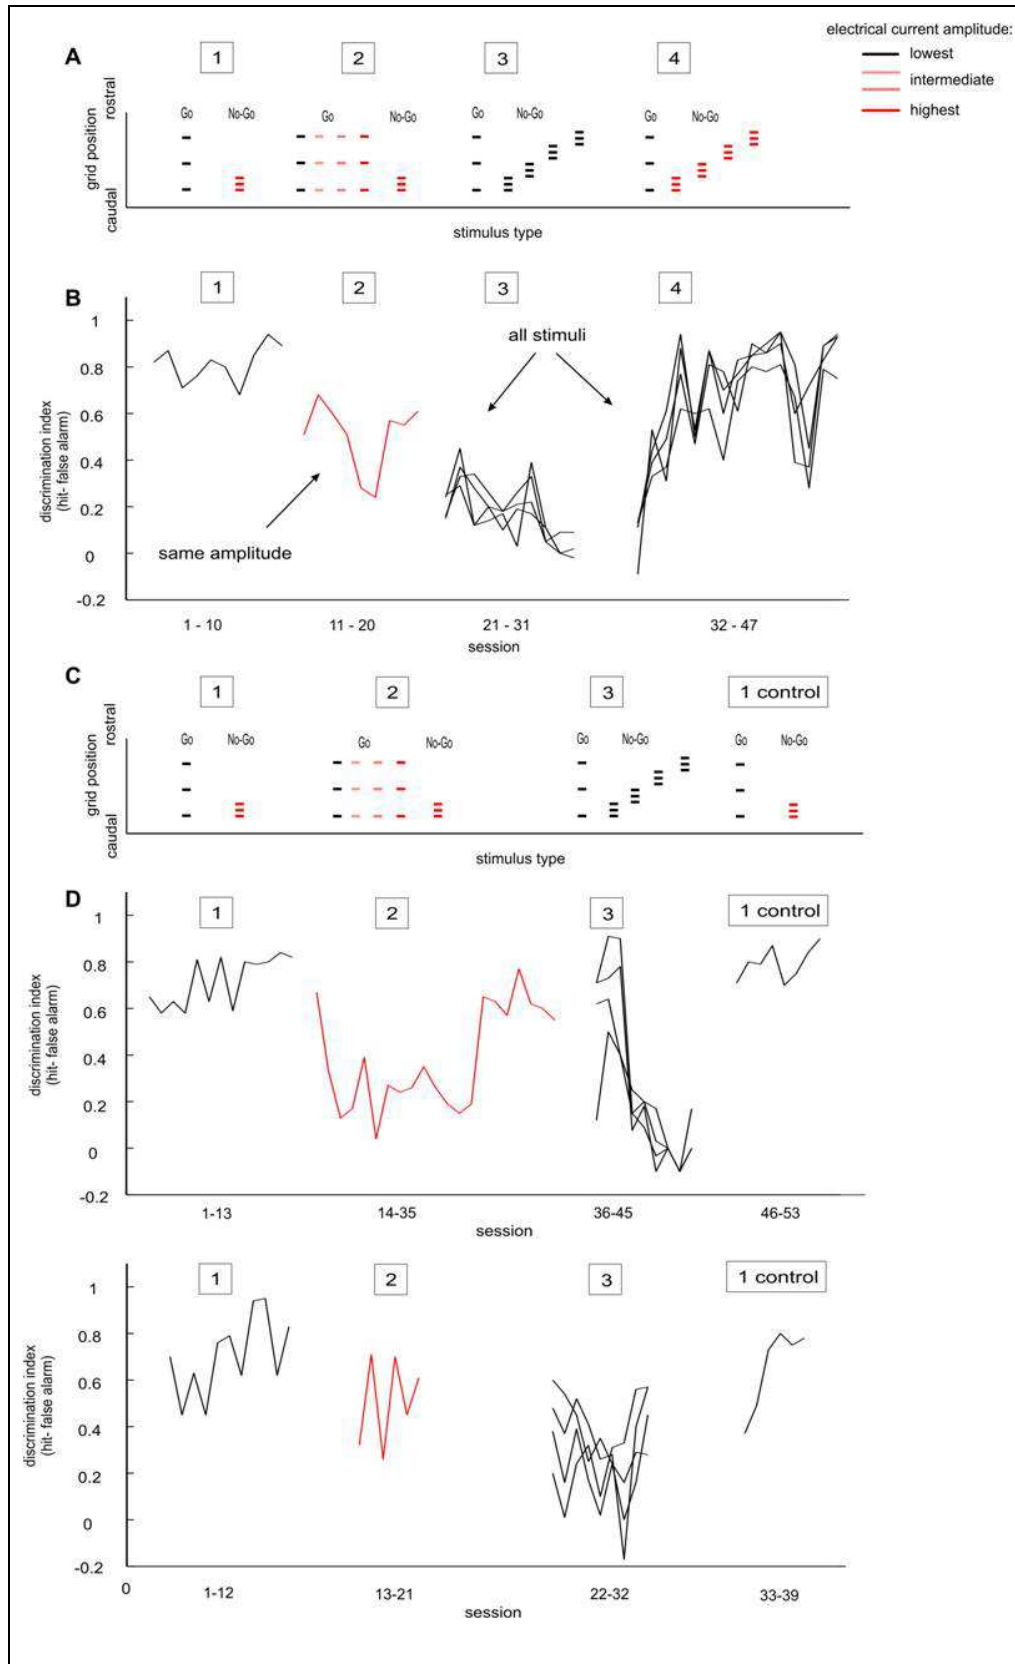 electrical current amplitude:
lowest
intermediate
highest
A
1 2 3 4
rostral
grid position
caudal
Go No-Go Go No-Go Go No-Go Go No-Go
stimulus type
B
1 2 3 4
discrimination index
(hit- false alarm)
1
0.8
0.6
0.4
0.2
0
-0.2
all stimuli
same amplitude
1 - 10 11 - 20 21 - 31 32 - 47
session
C
1 2 3 1 control
rostral
grid position
caudal
Go No-Go Go No-Go Go No-Go Go No-Go
stimulus type
D
1 2 3 1 control
discrimination index
(hit- false alarm)
1
0.8
0.6
0.4
0.2
0
-0.2
1-13 14-35 36-45 46-53
session
1 2 3 1 control
discrimination index
(hit- false alarm)
1
0.8
0.6
0.4
0.2
0
-0.2
0 1-12 13-21 22-32 33-39
session